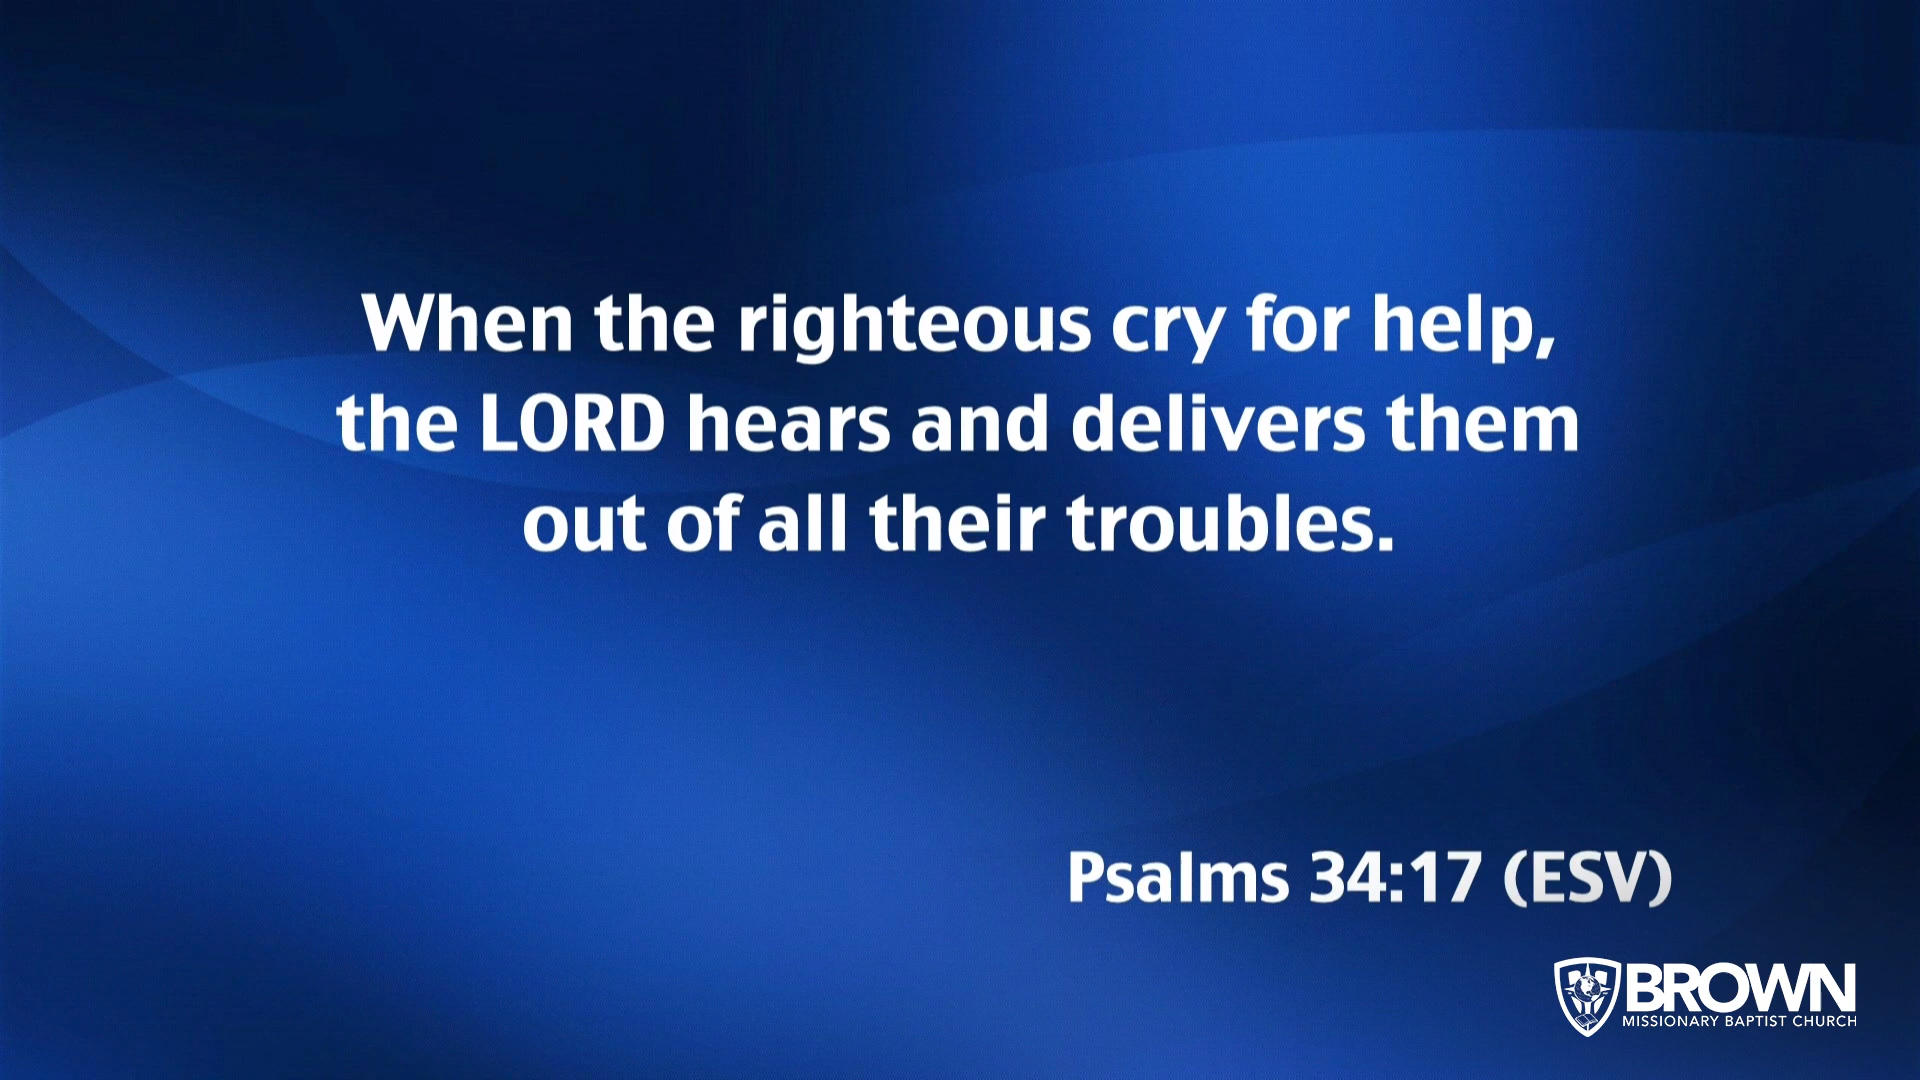 When the righteous cry for help,
the LORD hears and delivers them
out of all their troubles.
Psalms 34:17 (ESV)
BROWN
MISSIONARY BAPTIST CHURCH